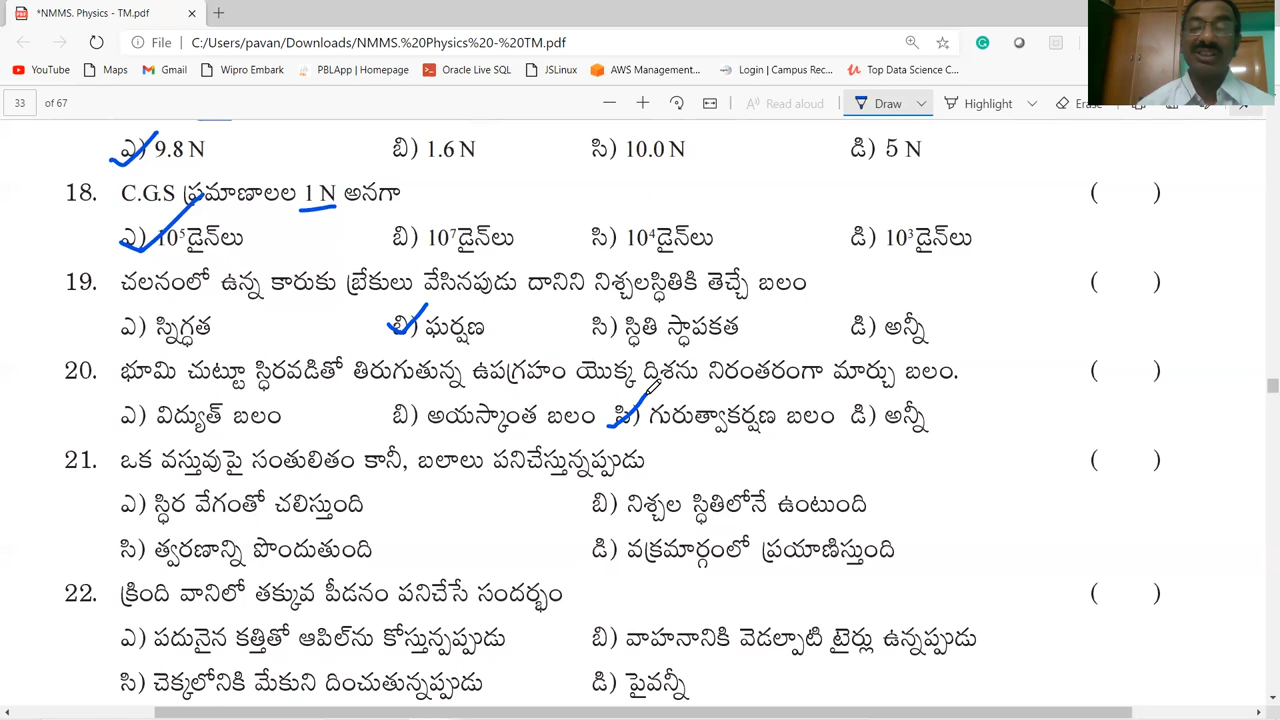 *NMMS. Physics - TM.pdf
File C:/Users/pavan/Downloads/NMMS.%20Physics%20-%20TM.pdf
YouTube Maps Gmail Wipro Embark PBLApp | Homepage Oracle Live SQL JSLinux AWS Management... Login | Campus Rec... Top Data Science C...
33 of 67 Read aloud Draw Highlight Erase
ఎ) 9.8 N బి) 1.6 N సి) 10.0 N డి) 5 N
18. C.G.S ప్రమాణాలల 1 N అనగా ( )
ఎ) 10⁵డైన్‌లు బి) 10⁷డైన్‌లు సి) 10⁴డైన్‌లు డి) 10³డైన్‌లు
19. చలనంలో ఉన్న కారుకు బ్రేకులు వేసినపుడు దానిని నిశ్చలస్థితికి తెచ్చే బలం ( )
ఎ) స్నిగ్ధత బి) ఘర్షణ సి) స్థితి స్థాపకత డి) అన్నీ
20. భూమి చుట్టూ స్థిరవడితో తిరుగుతున్న ఉపగ్రహం యొక్క దిశను నిరంతరంగా మార్చు బలం. ( )
ఎ) విద్యుత్ బలం బి) అయస్కాంత బలం సి) గురుత్వాకర్షణ బలం డి) అన్నీ
21. ఒక వస్తువుపై సంతులితం కానీ, బలాలు పనిచేస్తున్నప్పుడు ( )
ఎ) స్థిర వేగంతో చలిస్తుంది బి) నిశ్చల స్థితిలోనే ఉంటుంది
సి) త్వరణాన్ని పొందుతుంది డి) వక్రమార్గంలో ప్రయాణిస్తుంది
22. క్రింది వానిలో తక్కువ పీడనం పనిచేసే సందర్భం ( )
ఎ) పదునైన కత్తితో ఆపిల్‌ను కోస్తున్నప్పుడు బి) వాహనానికి వెడల్పాటి టైర్లు ఉన్నప్పుడు
సి) చెక్కలోనికి మేకుని దించుతున్నప్పుడు డి) పైవన్నీ